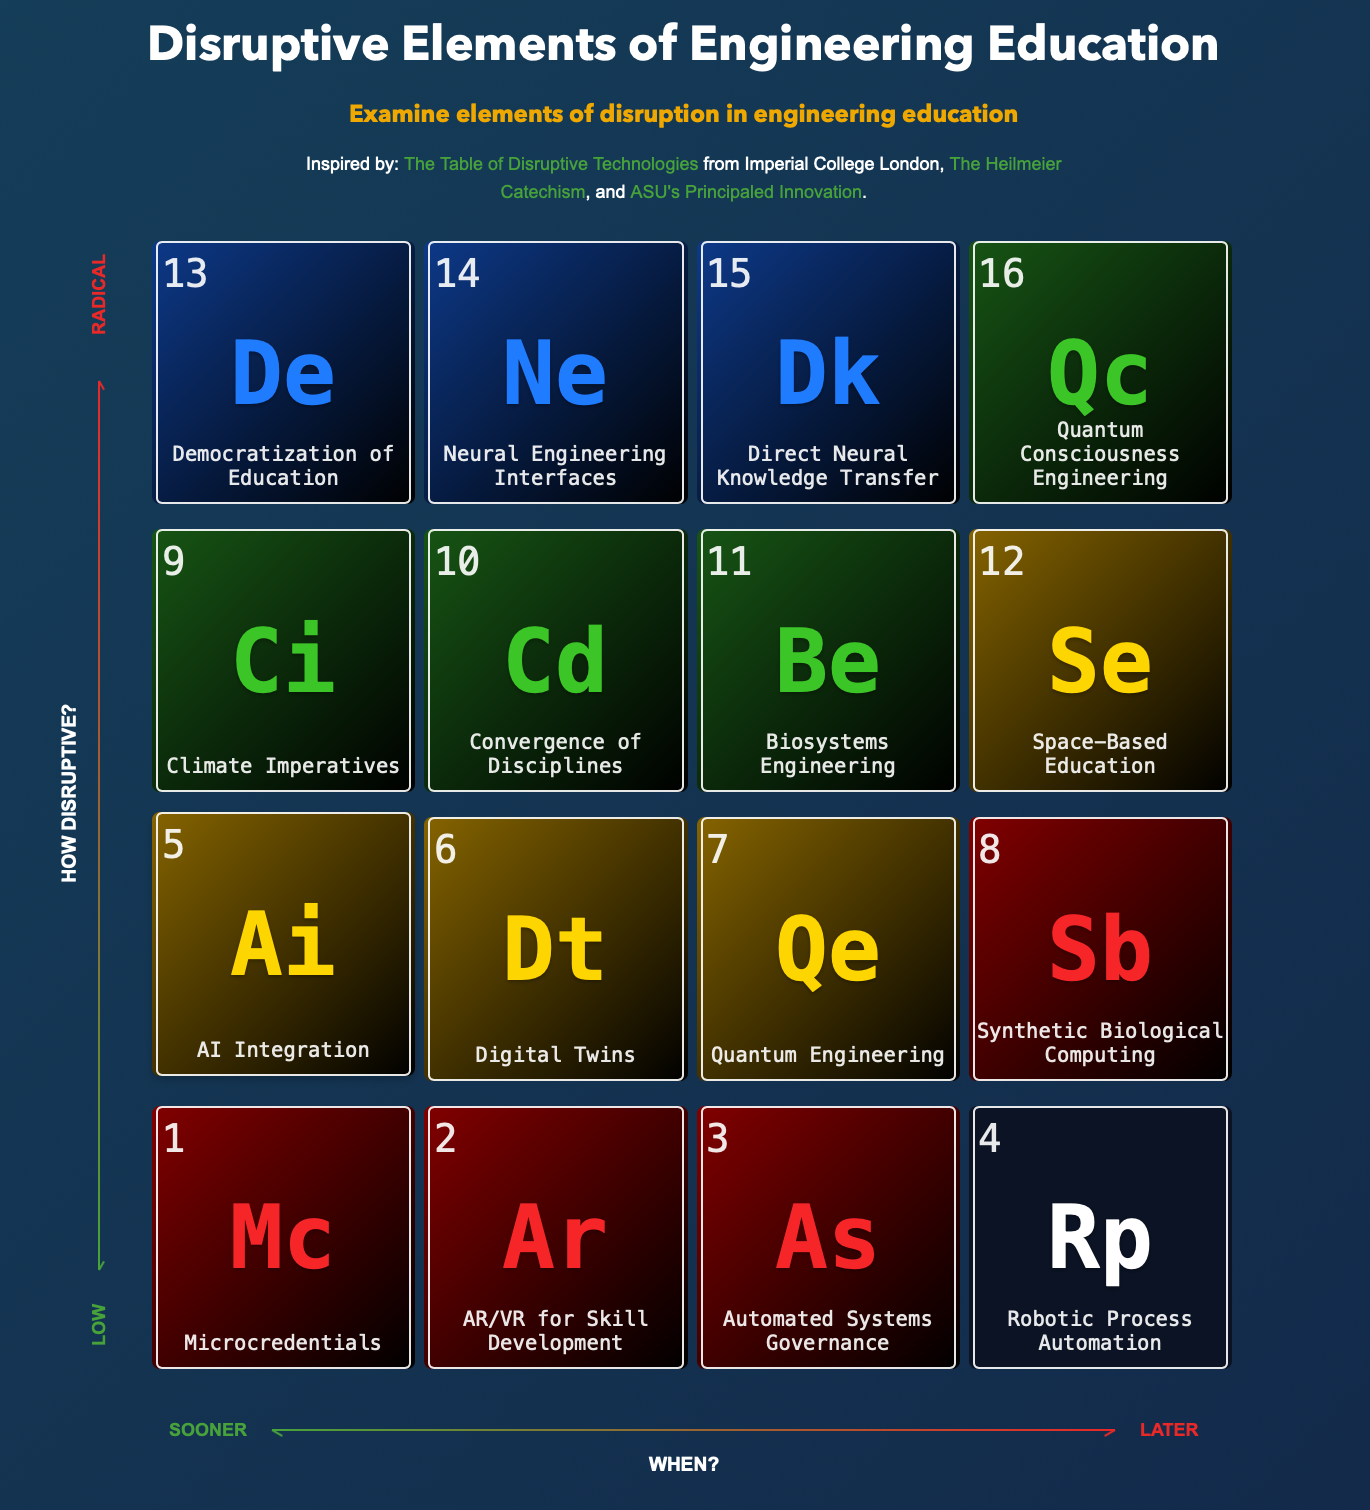 Disruptive Elements of Engineering Education
Examine elements of disruption in engineering education
Inspired by: The Table of Disruptive Technologies from Imperial College London, The Heilmeier
Catechism, and ASU's Principaled Innovation.
RADICAL
HOW DISRUPTIVE?
LOW
13
De
Democratization of
Education
14
Ne
Neural Engineering
Interfaces
15
Dk
Direct Neural
Knowledge Transfer
16
Qc
Quantum
Consciousness
Engineering
9
Ci
Climate Imperatives
10
Cd
Convergence of
Disciplines
11
Be
Biosystems
Engineering
12
Se
Space-Based
Education
5
Ai
AI Integration
6
Dt
Digital Twins
7
Qe
Quantum Engineering
8
Sb
Synthetic Biological
Computing
1
Mc
Microcredentials
2
Ar
AR/VR for Skill
Development
3
As
Automated Systems
Governance
4
Rp
Robotic Process
Automation
SOONER
LATER
WHEN?